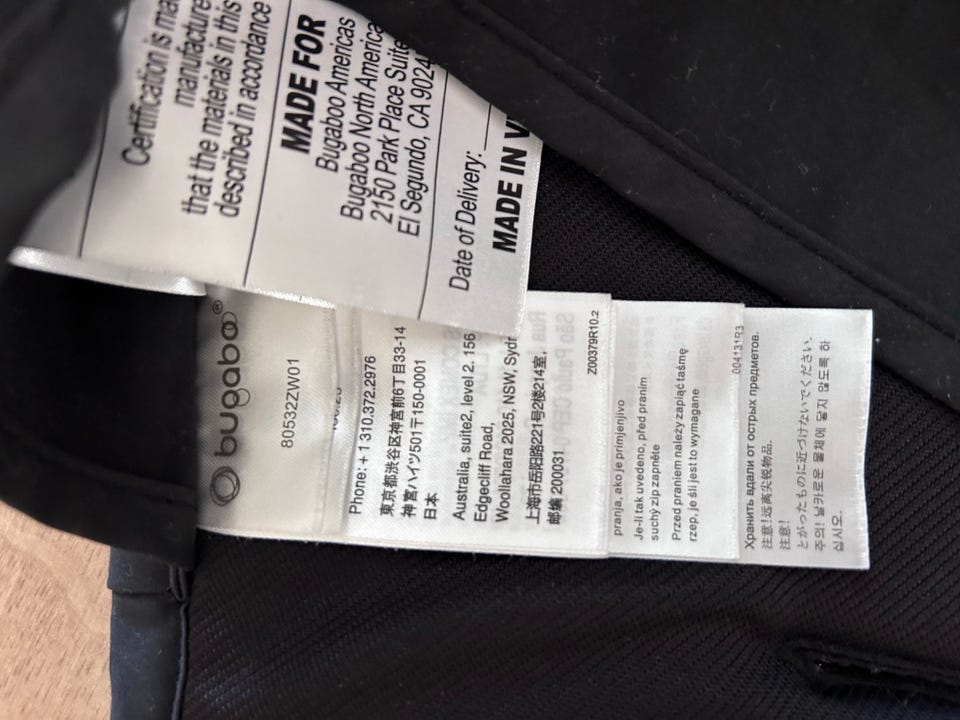 Certification is
that the materials in this
described in accordance
MADE FOR
Bugaboo Americas
Bugaboo North America
2150 Park Place Suite
El Segundo, CA
Date of Delivery:
MADE IN
bugaboo®
80532ZW01
Phone: + 1 310.372.2976
東京都渋谷区神宮前6丁目33-14
神宮ハイツ501〒150-0001
日本
Australia, suite2, level 2, 156
Edgecliff Road,
Woollahara 2025, NSW,
上海市岳阳路221号2楼214室,
邮编 200031
Z00379R10.2
pranja, ako je primjenjivo
Je-li tak uvedeno, před praním
suchý zip zapněte
Przed praniem należy zapiąć taśmę
rzep, je śli jest to wymagane
Хранить вдали от острых предметов.
注意!远高尖锐物品.
注意!
とがったものに近づけないでください.
주의! 날카로운 물체에 닿지 않도록 하
십시오.